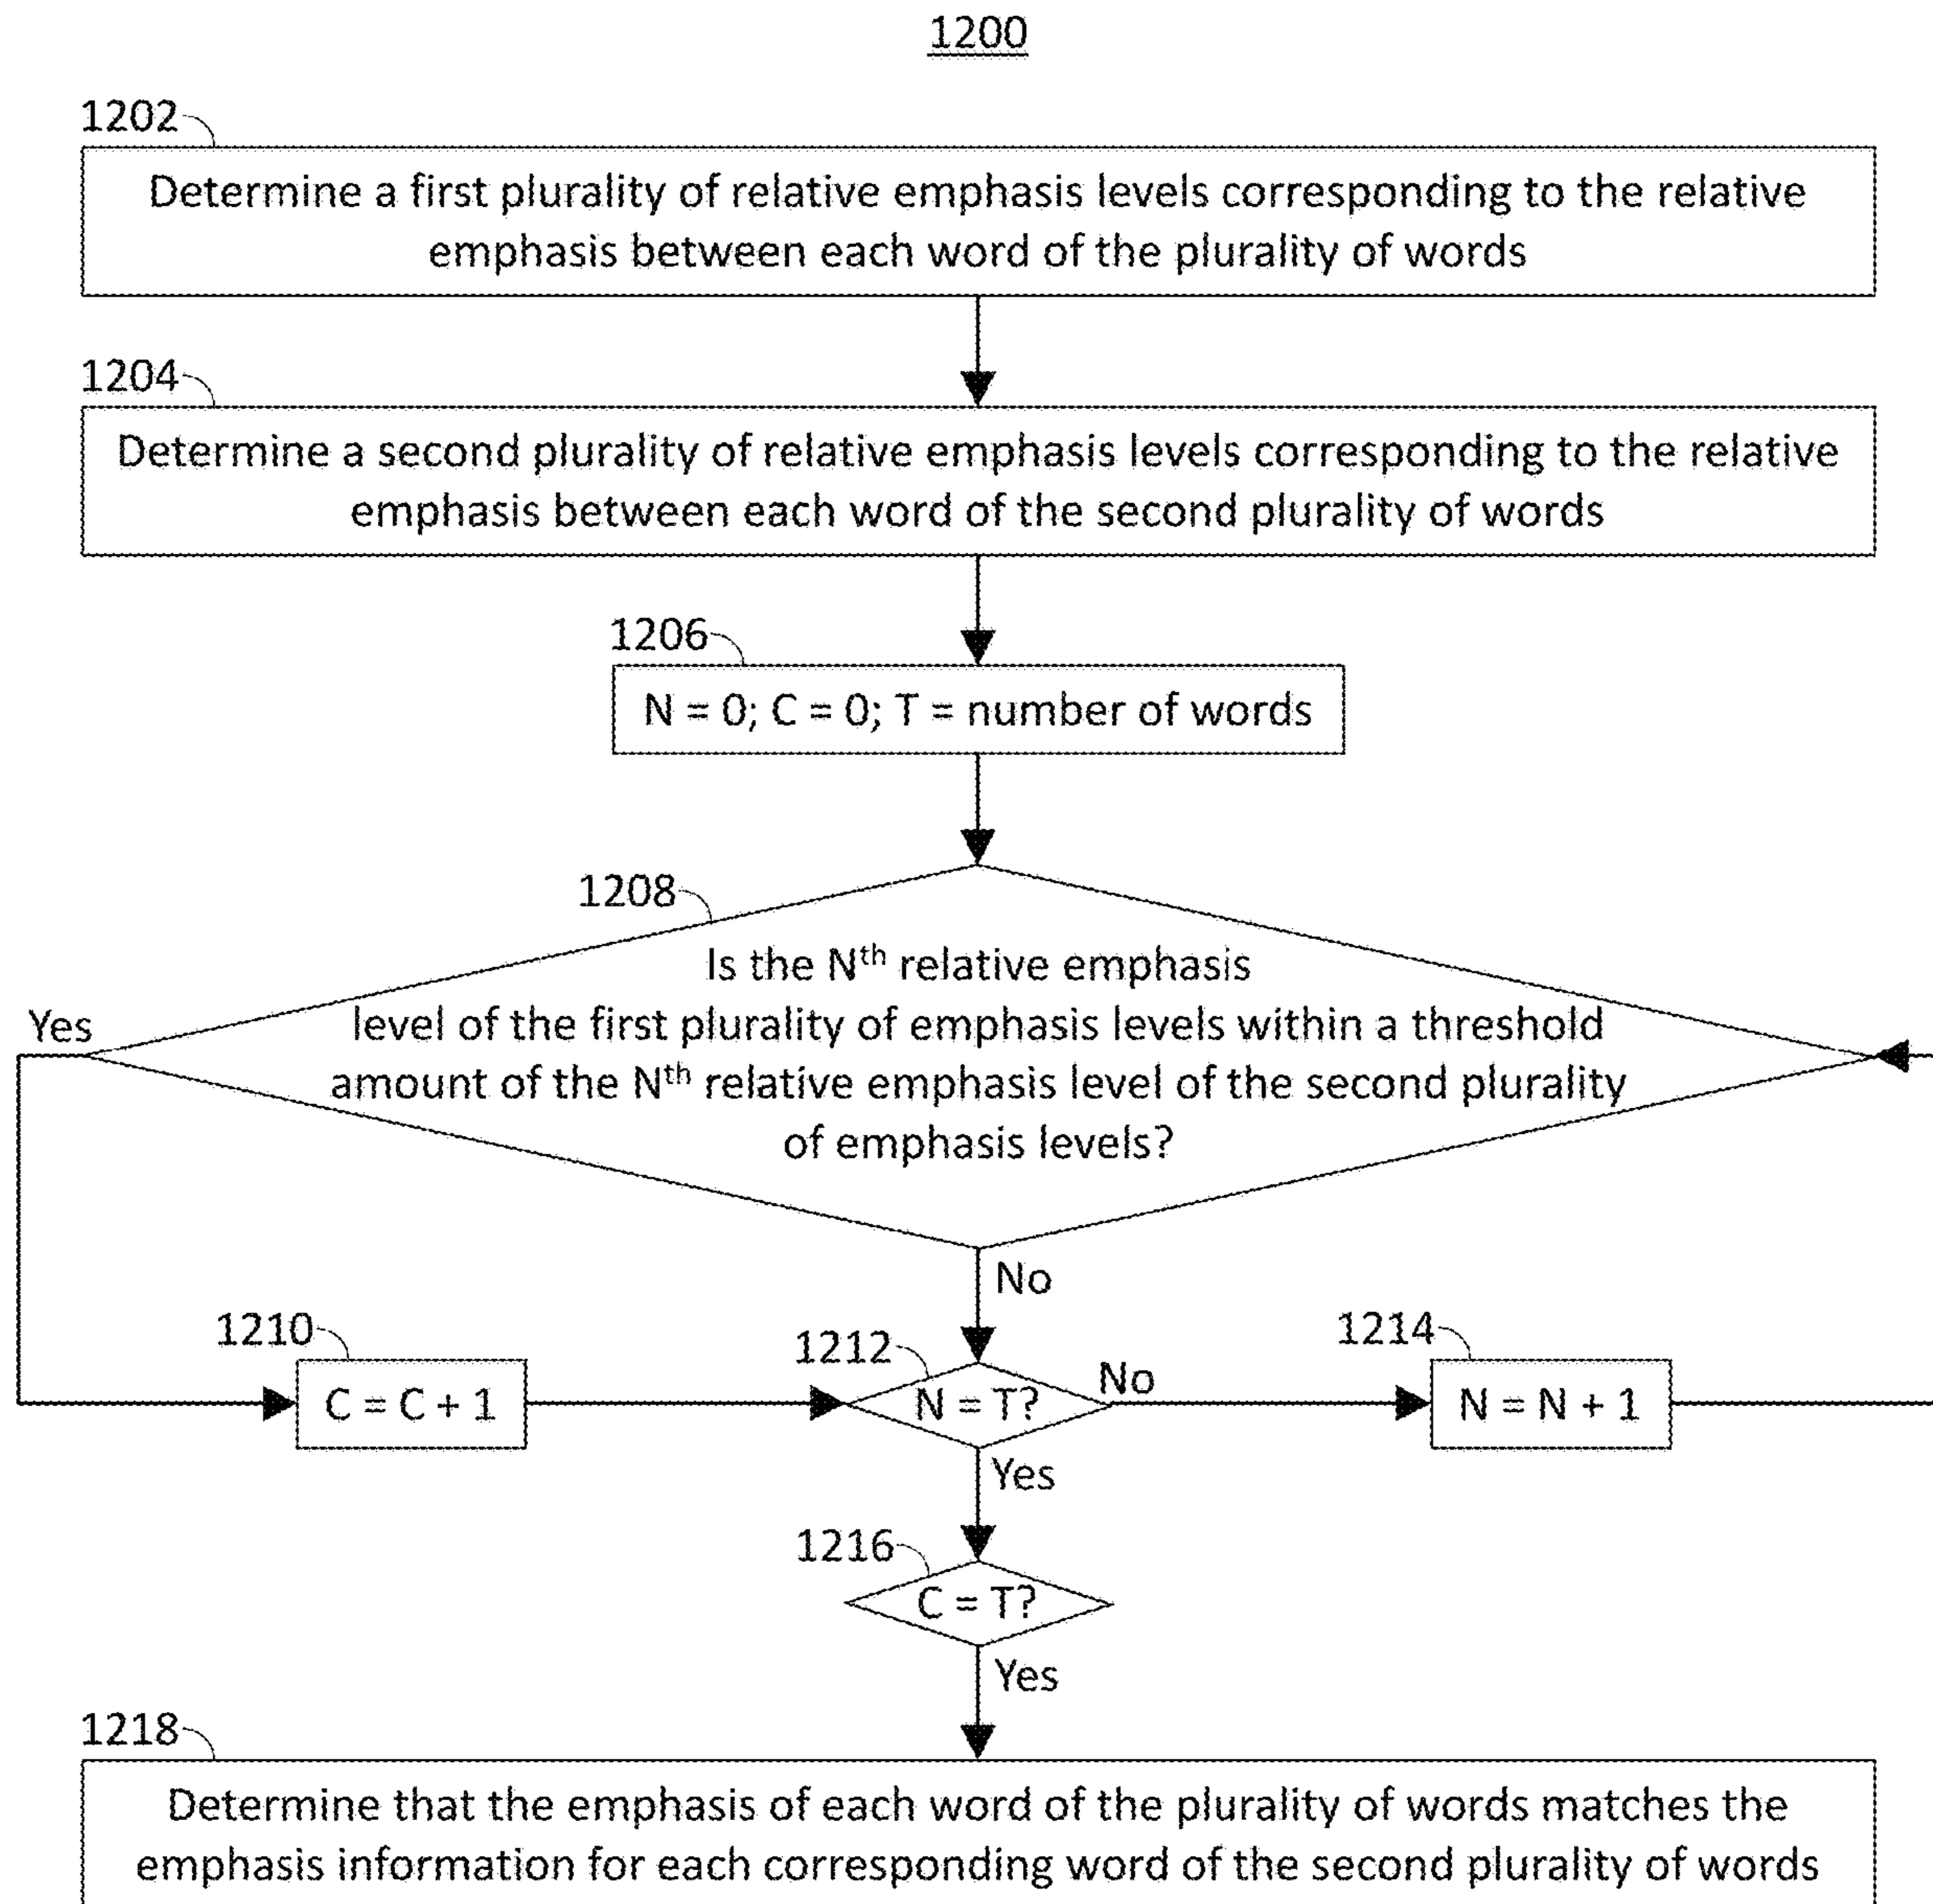 1200
1202
Determine a first plurality of relative emphasis levels corresponding to the relative
emphasis between each word of the plurality of words
1204
Determine a second plurality of relative emphasis levels corresponding to the relative
emphasis between each word of the second plurality of words
1206
N = 0; C = 0; T = number of words
1208
Is the Nth relative emphasis
Yes
level of the first plurality of emphasis levels within a threshold
amount of the Nth relative emphasis level of the second plurality
of emphasis levels?
No
1210
C = C + 1
1212
N = T?
No
1214
N = N + 1
Yes
1216
C = T?
Yes
1218
Determine that the emphasis of each word of the plurality of words matches the
emphasis information for each corresponding word of the second plurality of words